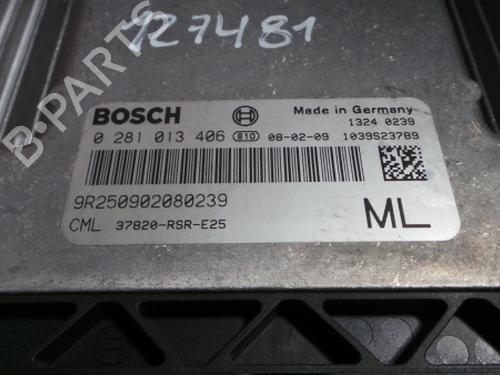 127481
B-PARTS
BOSCH
Made in Germany
1324 0239
0 281 013 406 810 08-02-09 1039S23789
9R250902080239
ML
CML 37820-RSR-E25